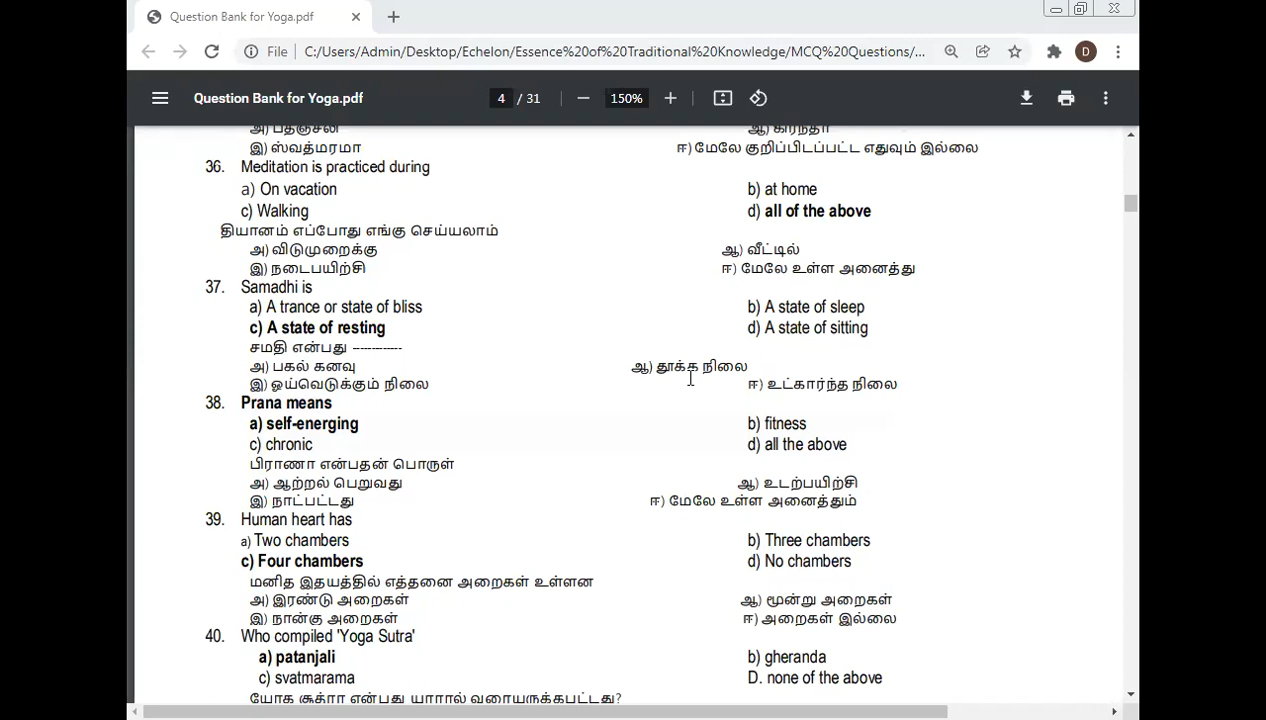 Question Bank for Yoga.pdf
File C:/Users/Admin/Desktop/Echelon/Essence%20of%20Traditional%20Knowledge/MCQ%20Questions/... D
Question Bank for Yoga.pdf 4 / 31 150%
அ) பதஞ்சலி ஆ) கிரந்தா
இ) ஸ்வத்மரமா ஈ) மேலே குறிப்பிடப்பட்ட எதுவும் இல்லை
36. Meditation is practiced during
a) On vacation b) at home
c) Walking d) all of the above
தியானம் எப்போது எங்கு செய்யலாம்
அ) விடுமுறைக்கு ஆ) வீட்டில்
இ) நடைபயிற்சி ஈ) மேலே உள்ள அனைத்து
37. Samadhi is
a) A trance or state of bliss b) A state of sleep
c) A state of resting d) A state of sitting
சமதி என்பது ------------
அ) பகல் கனவு ஆ) தூக்க நிலை
இ) ஓய்வெடுக்கும் நிலை ஈ) உட்கார்ந்த நிலை
38. Prana means
a) self-energing b) fitness
c) chronic d) all the above
பிராணா என்பதன் பொருள்
அ) ஆற்றல் பெறுவது ஆ) உடற்பயிற்சி
இ) நாட்பட்டது ஈ) மேலே உள்ள அனைத்தும்
39. Human heart has
a) Two chambers b) Three chambers
c) Four chambers d) No chambers
மனித இதயத்தில் எத்தனை அறைகள் உள்ளன
அ) இரண்டு அறைகள் ஆ) மூன்று அறைகள்
இ) நான்கு அறைகள் ஈ) அறைகள் இல்லை
40. Who compiled 'Yoga Sutra'
a) patanjali b) gheranda
c) svatmarama D. none of the above
யோக சூத்ரா என்பது யாரால் வரையருக்கபட்டது?